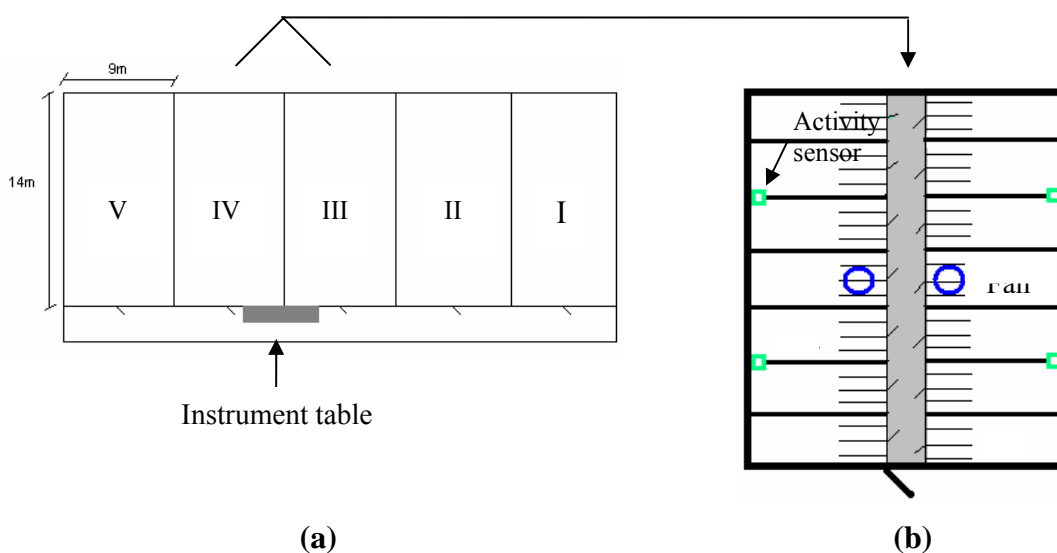 9m
14m
V
IV
III
II
I
Instrument table
(a)
Activity
sensor
(b)